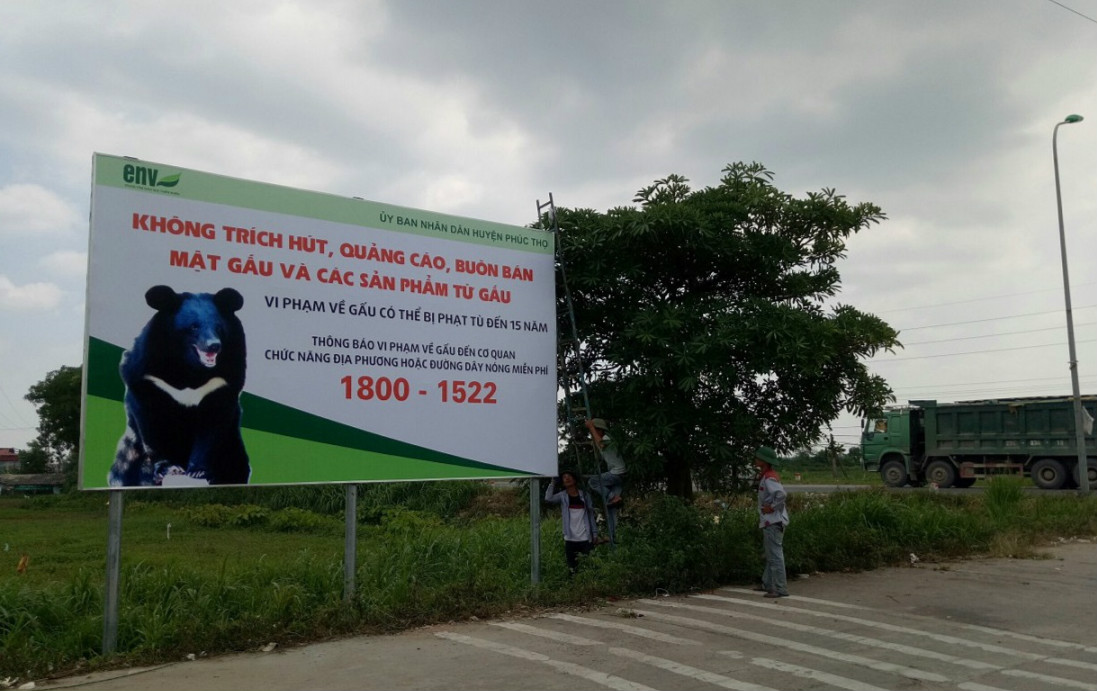 env
ỦY BAN NHÂN DÂN HUYỆN PHÚC THỌ
KHÔNG TRÍCH HÚT, QUẢNG CÁO, BUÔN BÁN
MẬT GẤU VÀ CÁC SẢN PHẨM TỪ GẤU
VI PHẠM VỀ GẤU CÓ THỂ BỊ PHẠT TÙ ĐẾN 15 NĂM
THÔNG BÁO VI PHẠM VỀ GẤU ĐẾN CƠ QUAN
CHỨC NĂNG ĐỊA PHƯƠNG HOẶC ĐƯỜNG DÂY NÓNG MIỄN PHÍ
1800 - 1522